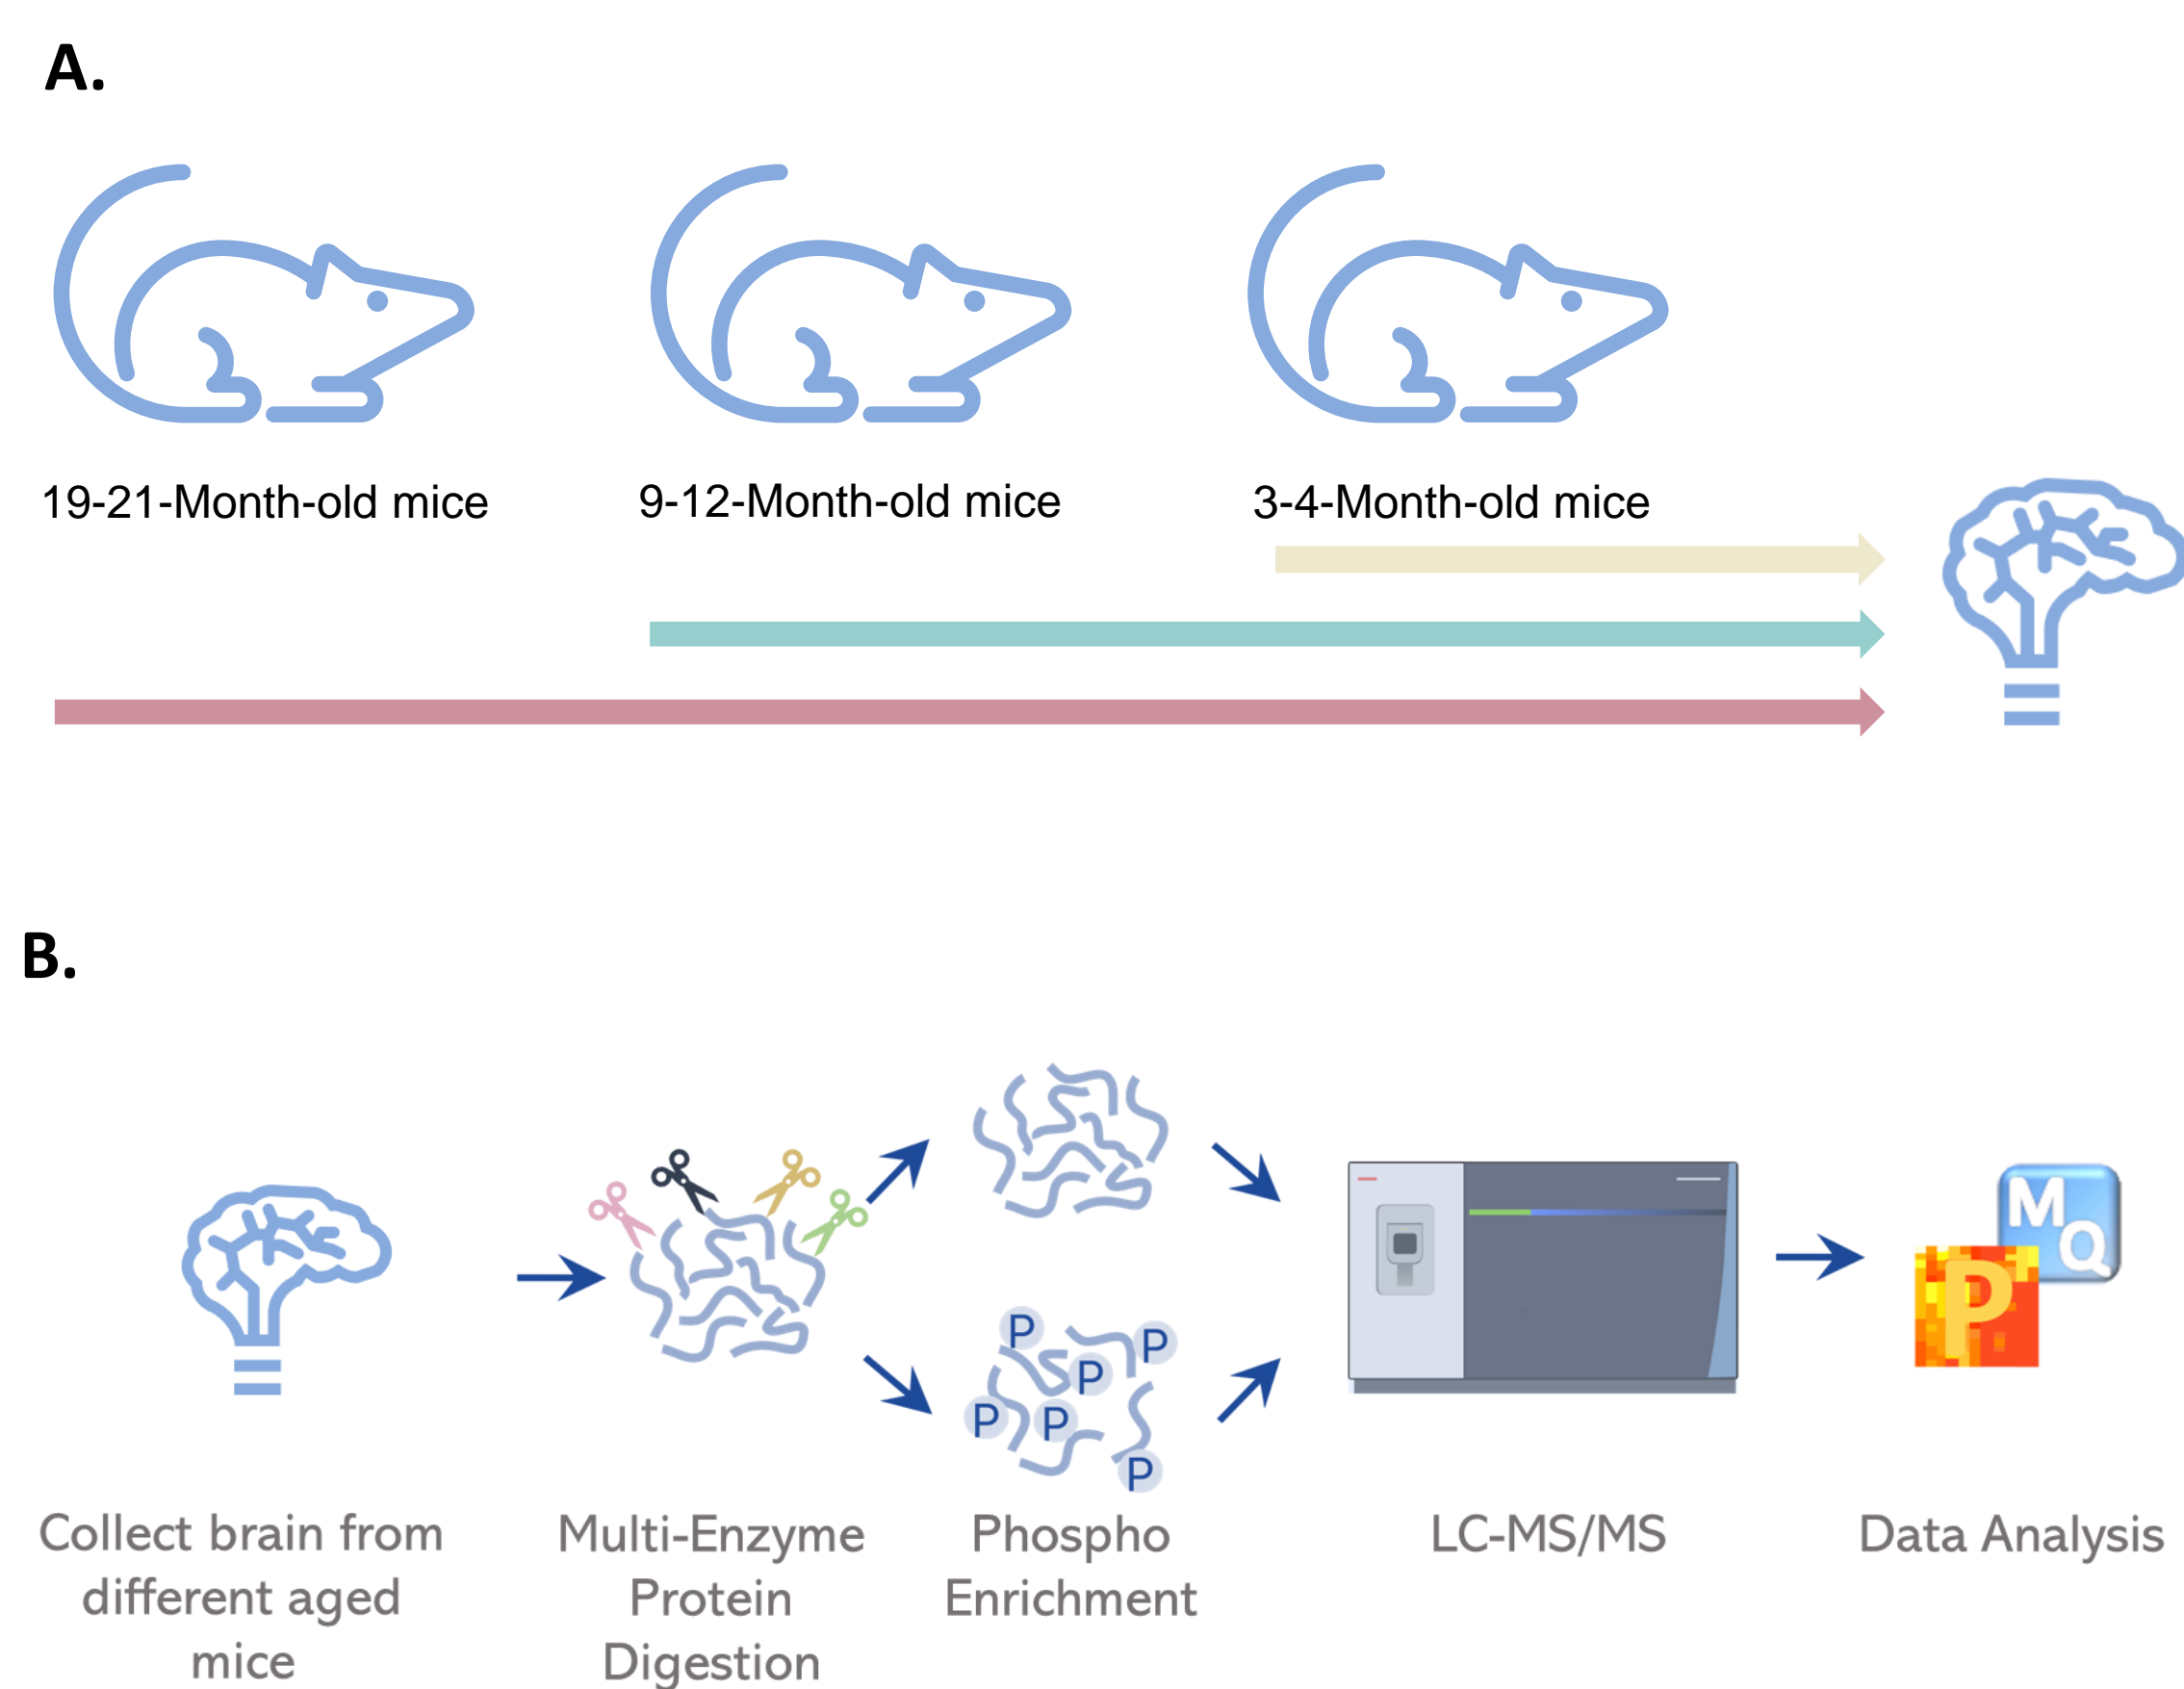 A.
19-21-Month-old mice
9-12-Month-old mice
3-4-Month-old mice
B.
P
P
P
P
P
P
M
Q
P
Collect brain from
different aged
mice
Multi-Enzyme
Protein
Digestion
Phospho
Enrichment
LC-MS/MS
Data Analysis